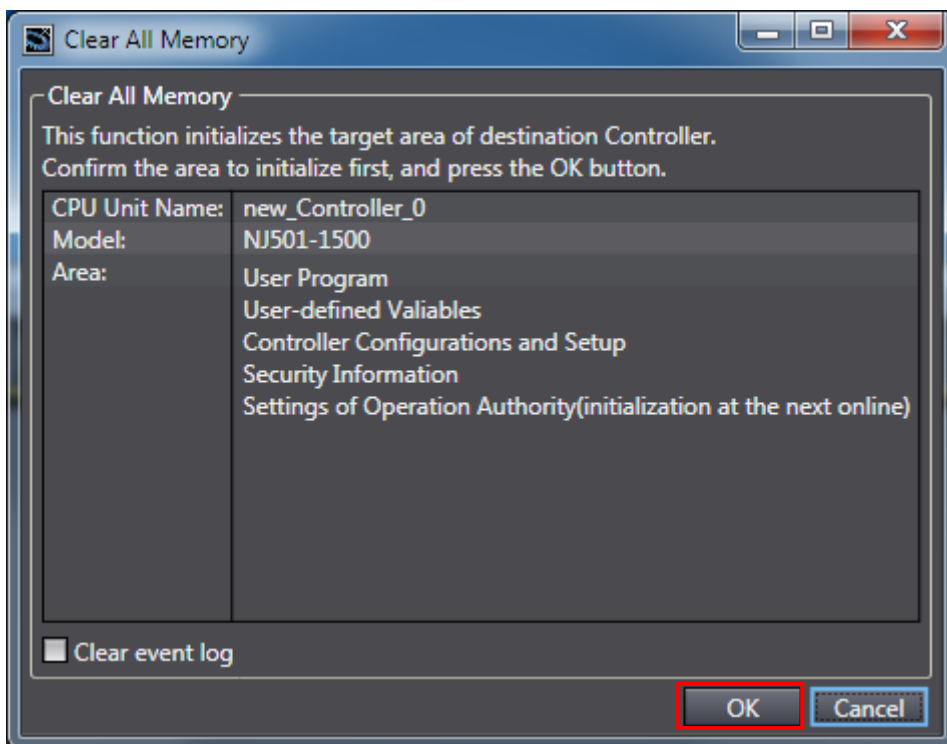 Clear All Memory
Clear All Memory
This function initializes the target area of destination Controller.
Confirm the area to initialize first, and press the OK button.
CPU Unit Name: new_Controller_0
Model: NJ501-1500
Area: User Program
User-defined Valiables
Controller Configurations and Setup
Security Information
Settings of Operation Authority(initialization at the next online)
Clear event log
OK Cancel